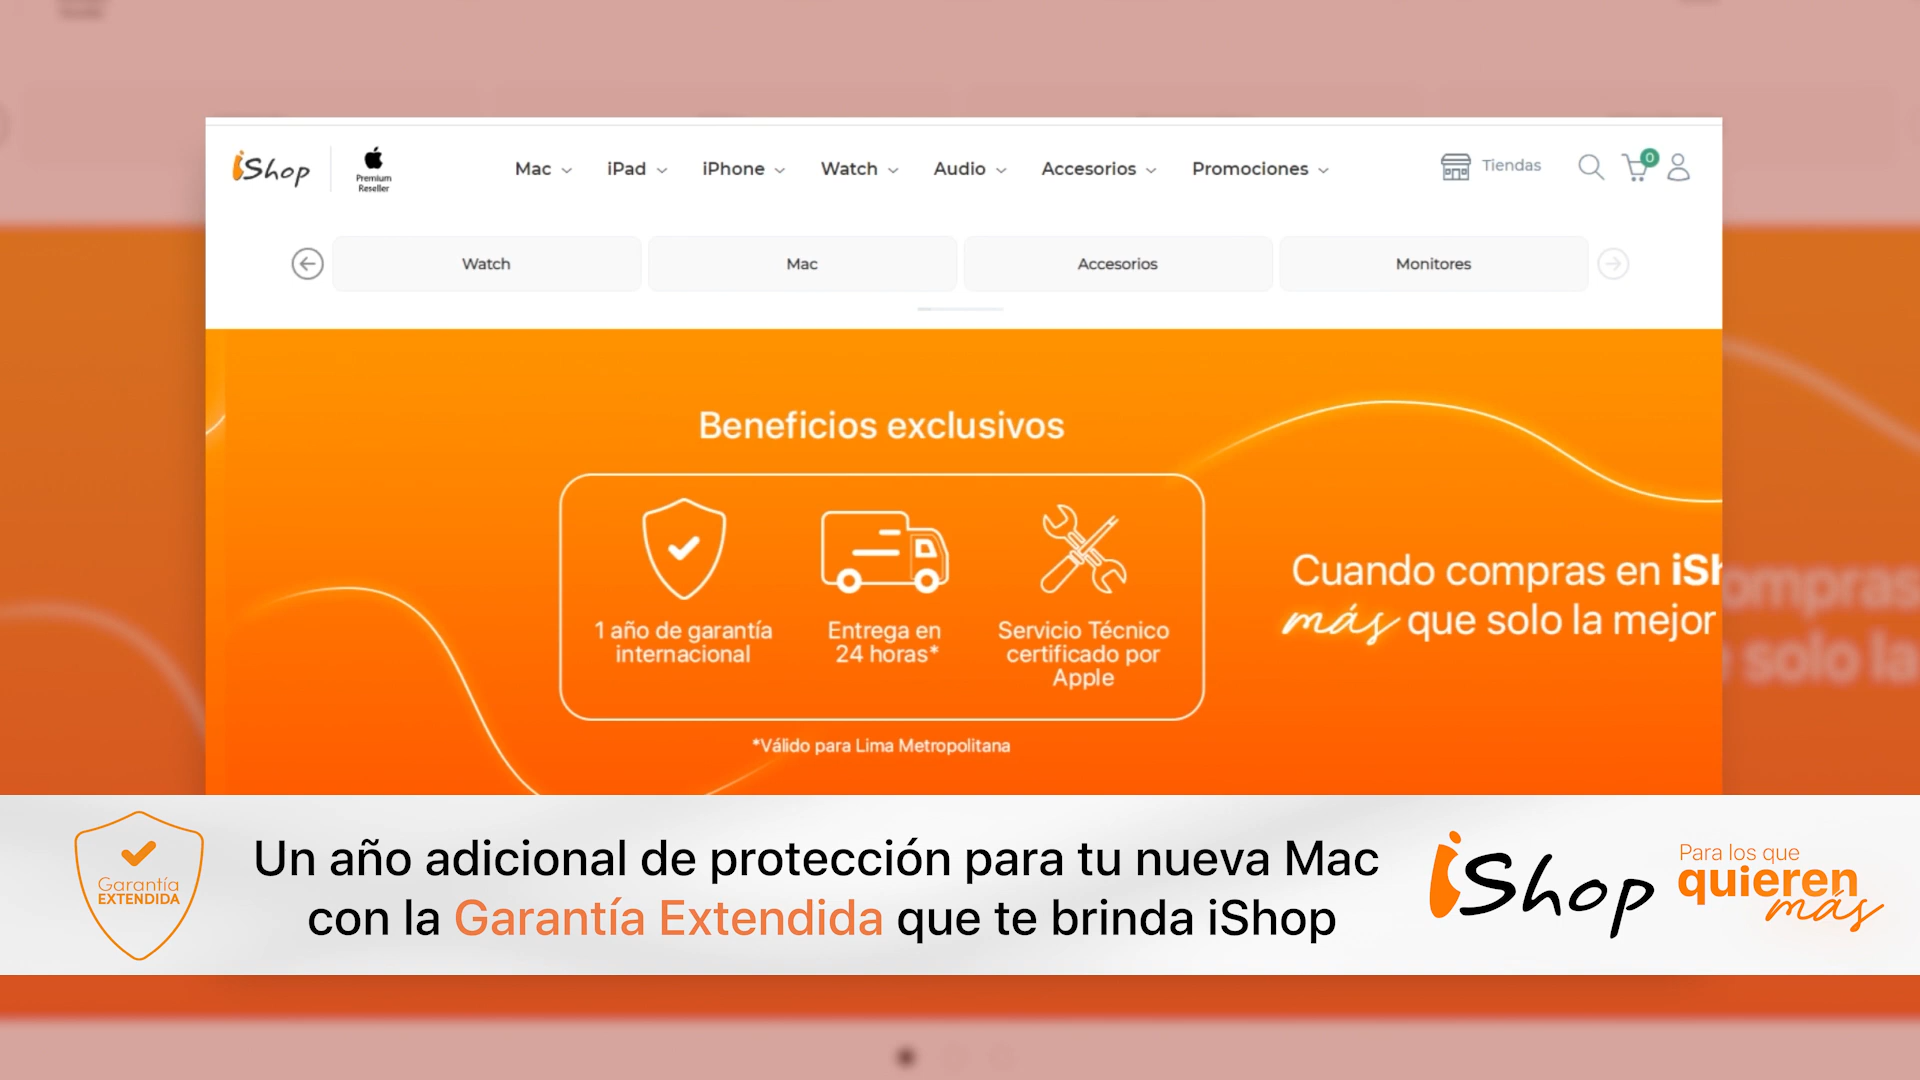 iShop
Premium
Reseller
Mac
iPad
iPhone
Watch
Audio
Accesorios
Promociones
Tiendas
0
Watch
Mac
Accesorios
Monitores
Beneficios exclusivos
1 año de garantía
internacional
Entrega en
24 horas*
Servicio Técnico
certificado por
Apple
*Válido para Lima Metropolitana
Cuando compras en iSh
más que solo la mejor
ompras
solo la
Garantía
EXTENDIDA
Un año adicional de protección para tu nueva Mac
con la Garantía Extendida que te brinda iShop
iShop
Para los que
quieren
más